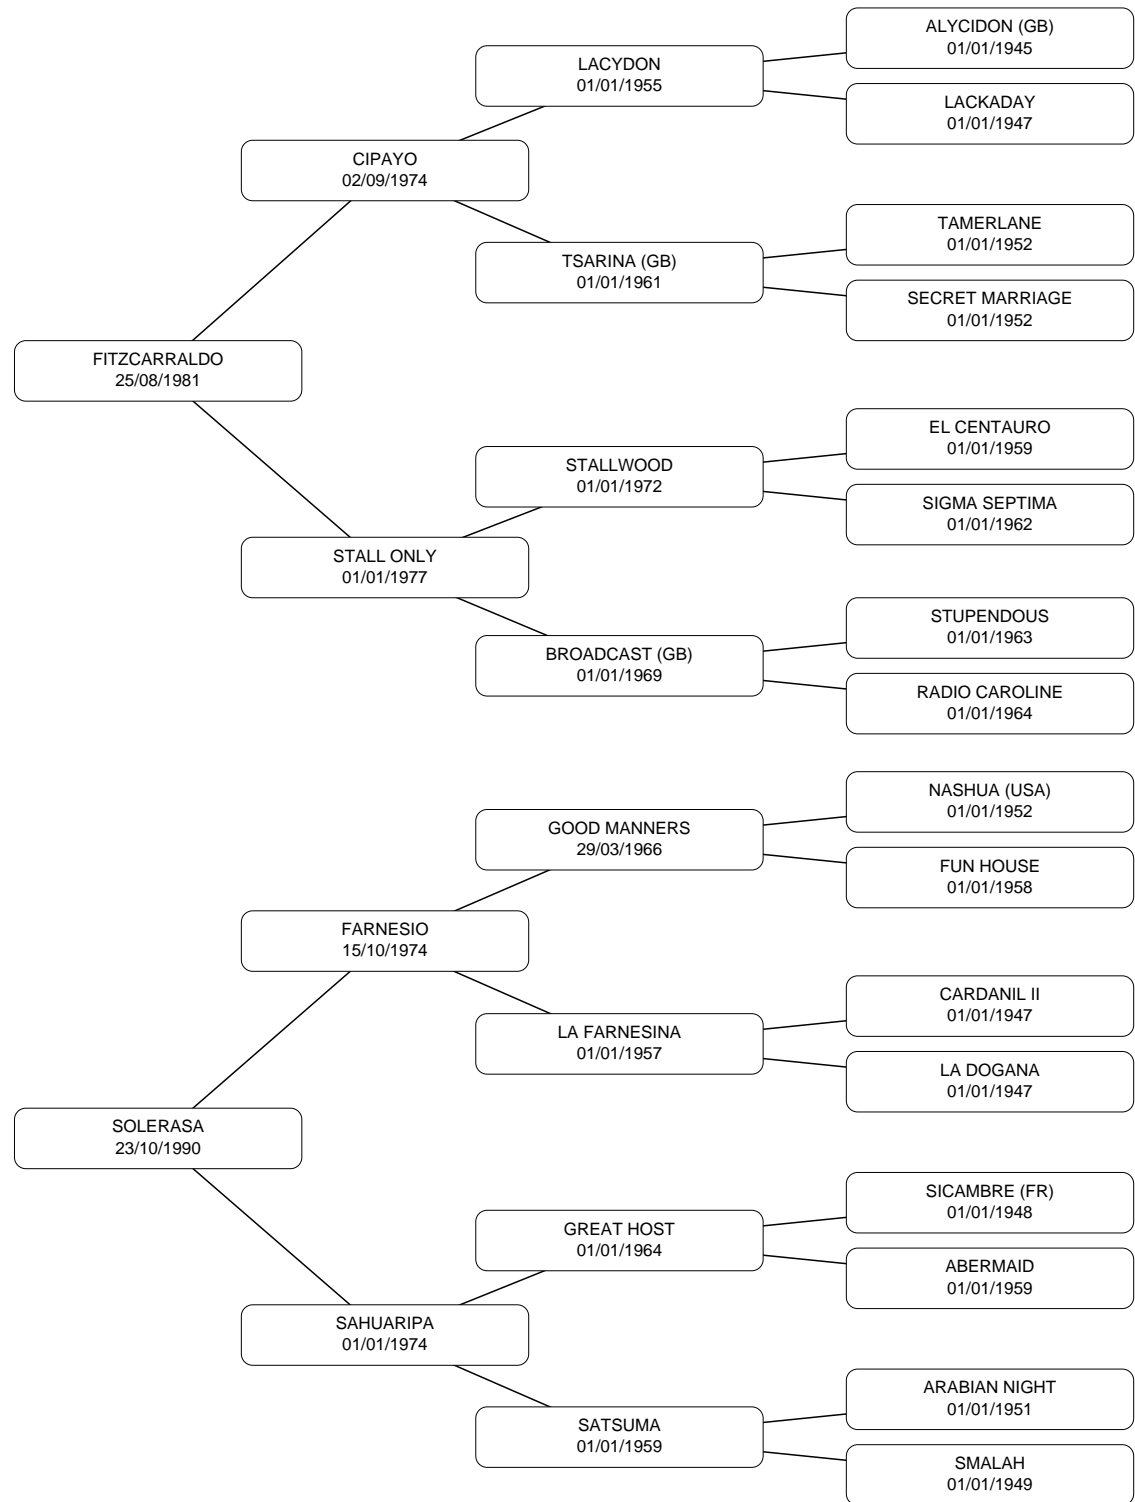 ALYCIDON (GB)
01/01/1945
LACYDON
01/01/1955
LACKADAY
01/01/1947
CIPAYO
02/09/1974
TAMERLANE
01/01/1952
TSARINA (GB)
01/01/1961
SECRET MARRIAGE
01/01/1952
FITZCARRALDO
25/08/1981
EL CENTAURO
01/01/1959
STALLWOOD
01/01/1972
SIGMA SEPTIMA
01/01/1962
STALL ONLY
01/01/1977
STUPENDOUS
01/01/1963
BROADCAST (GB)
01/01/1969
RADIO CAROLINE
01/01/1964
NASHUA (USA)
01/01/1952
GOOD MANNERS
29/03/1966
FUN HOUSE
01/01/1958
FARNESIO
15/10/1974
CARDANIL II
01/01/1947
LA FARNESINA
01/01/1957
LA DOGANA
01/01/1947
SOLERASA
23/10/1990
SICAMBRE (FR)
01/01/1948
GREAT HOST
01/01/1964
ABERMAID
01/01/1959
SAHUARIPA
01/01/1974
ARABIAN NIGHT
01/01/1951
SATSUMA
01/01/1959
SMALAH
01/01/1949